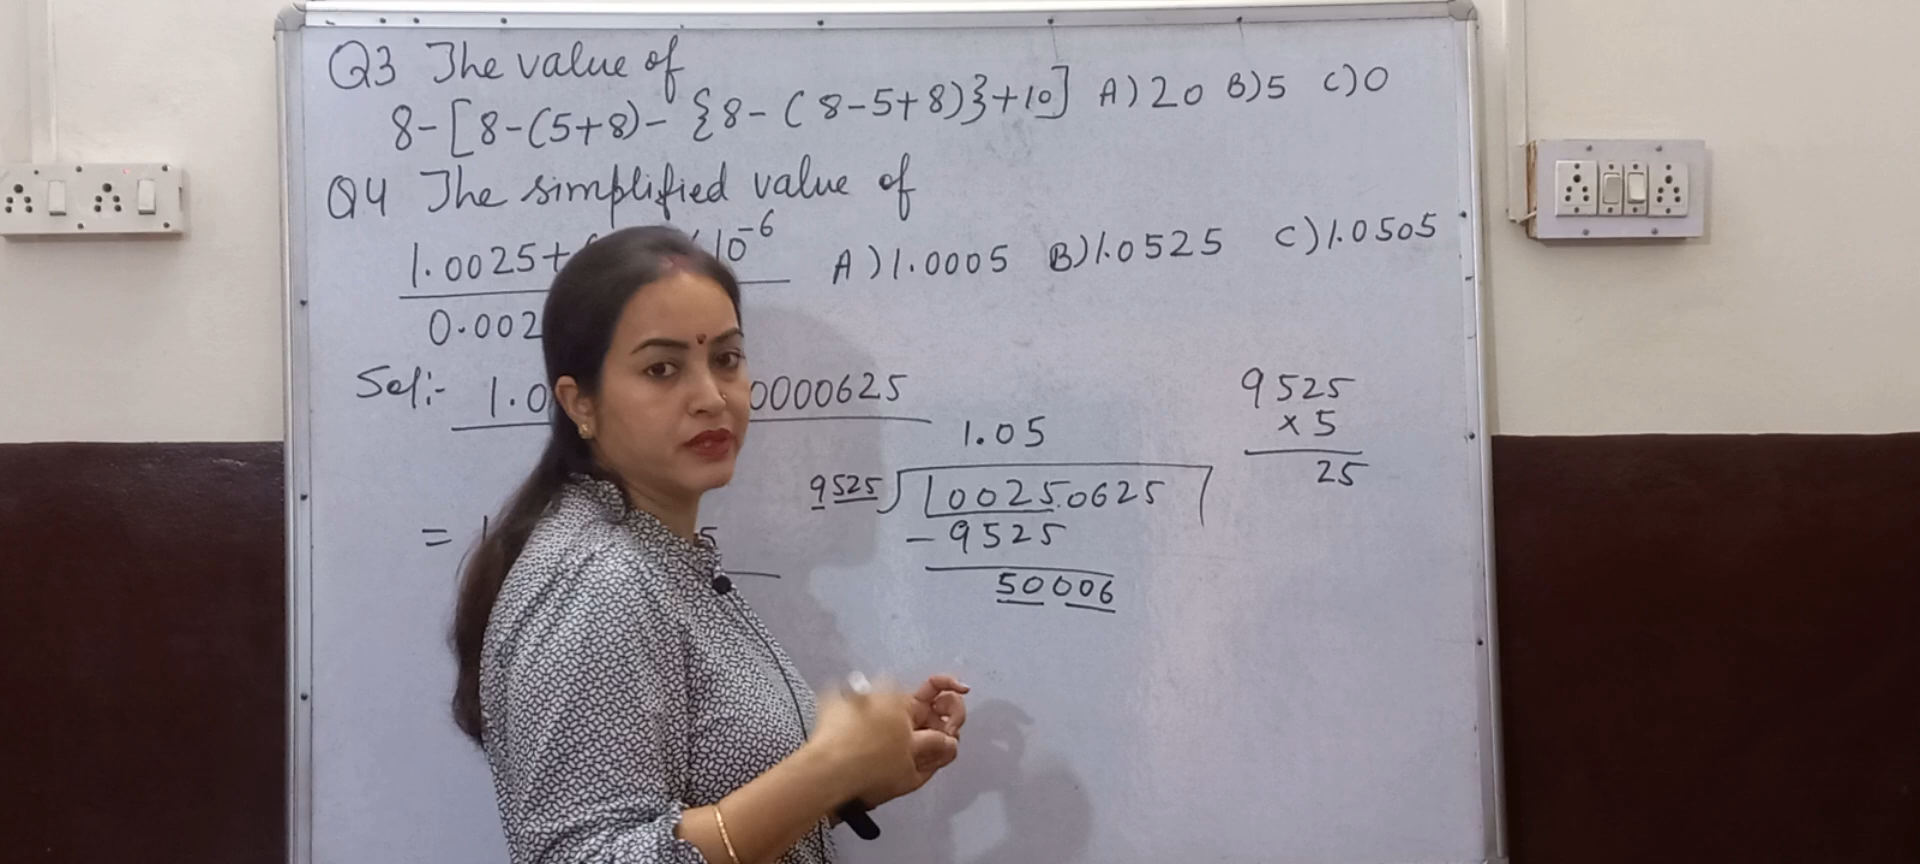 Q3 The value of
8-[8-(5+8)-{8-(8-5+8)}+10] A)20 B)5 C)0
Q4 The simplified value of
1.0025+ 10⁻⁶ A)1.0005 B)1.0525 C)1.0505
0.002
Sol:- 1.0 0000625
1.05
9525)100250625
-9525
50006
= 5
9525
×5
25